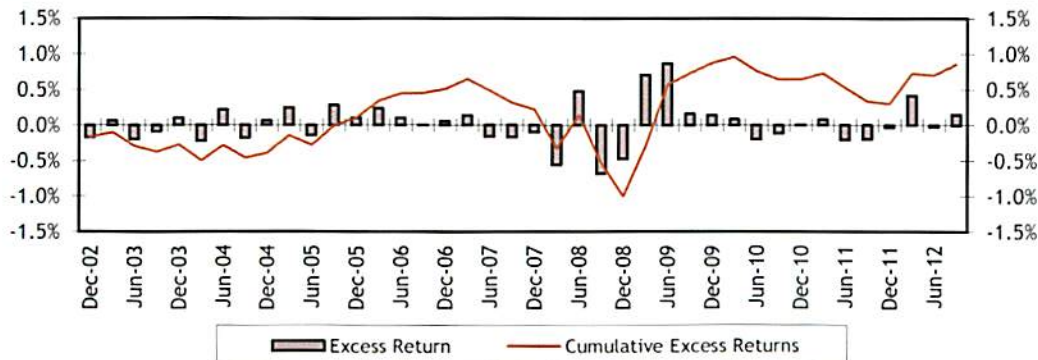 1.5% 1.5%
1.0% 1.0%
0.5% 0.5%
0.0% 0.0%
-0.5% -0.5%
-1.0% -1.0%
-1.5% -1.5%
Dec-02
Jun-03
Dec-03
Jun-04
Dec-04
Jun-05
Dec-05
Jun-06
Dec-06
Jun-07
Dec-07
Jun-08
Dec-08
Jun-09
Dec-09
Jun-10
Dec-10
Jun-11
Dec-11
Jun-12
Excess Return Cumulative Excess Returns